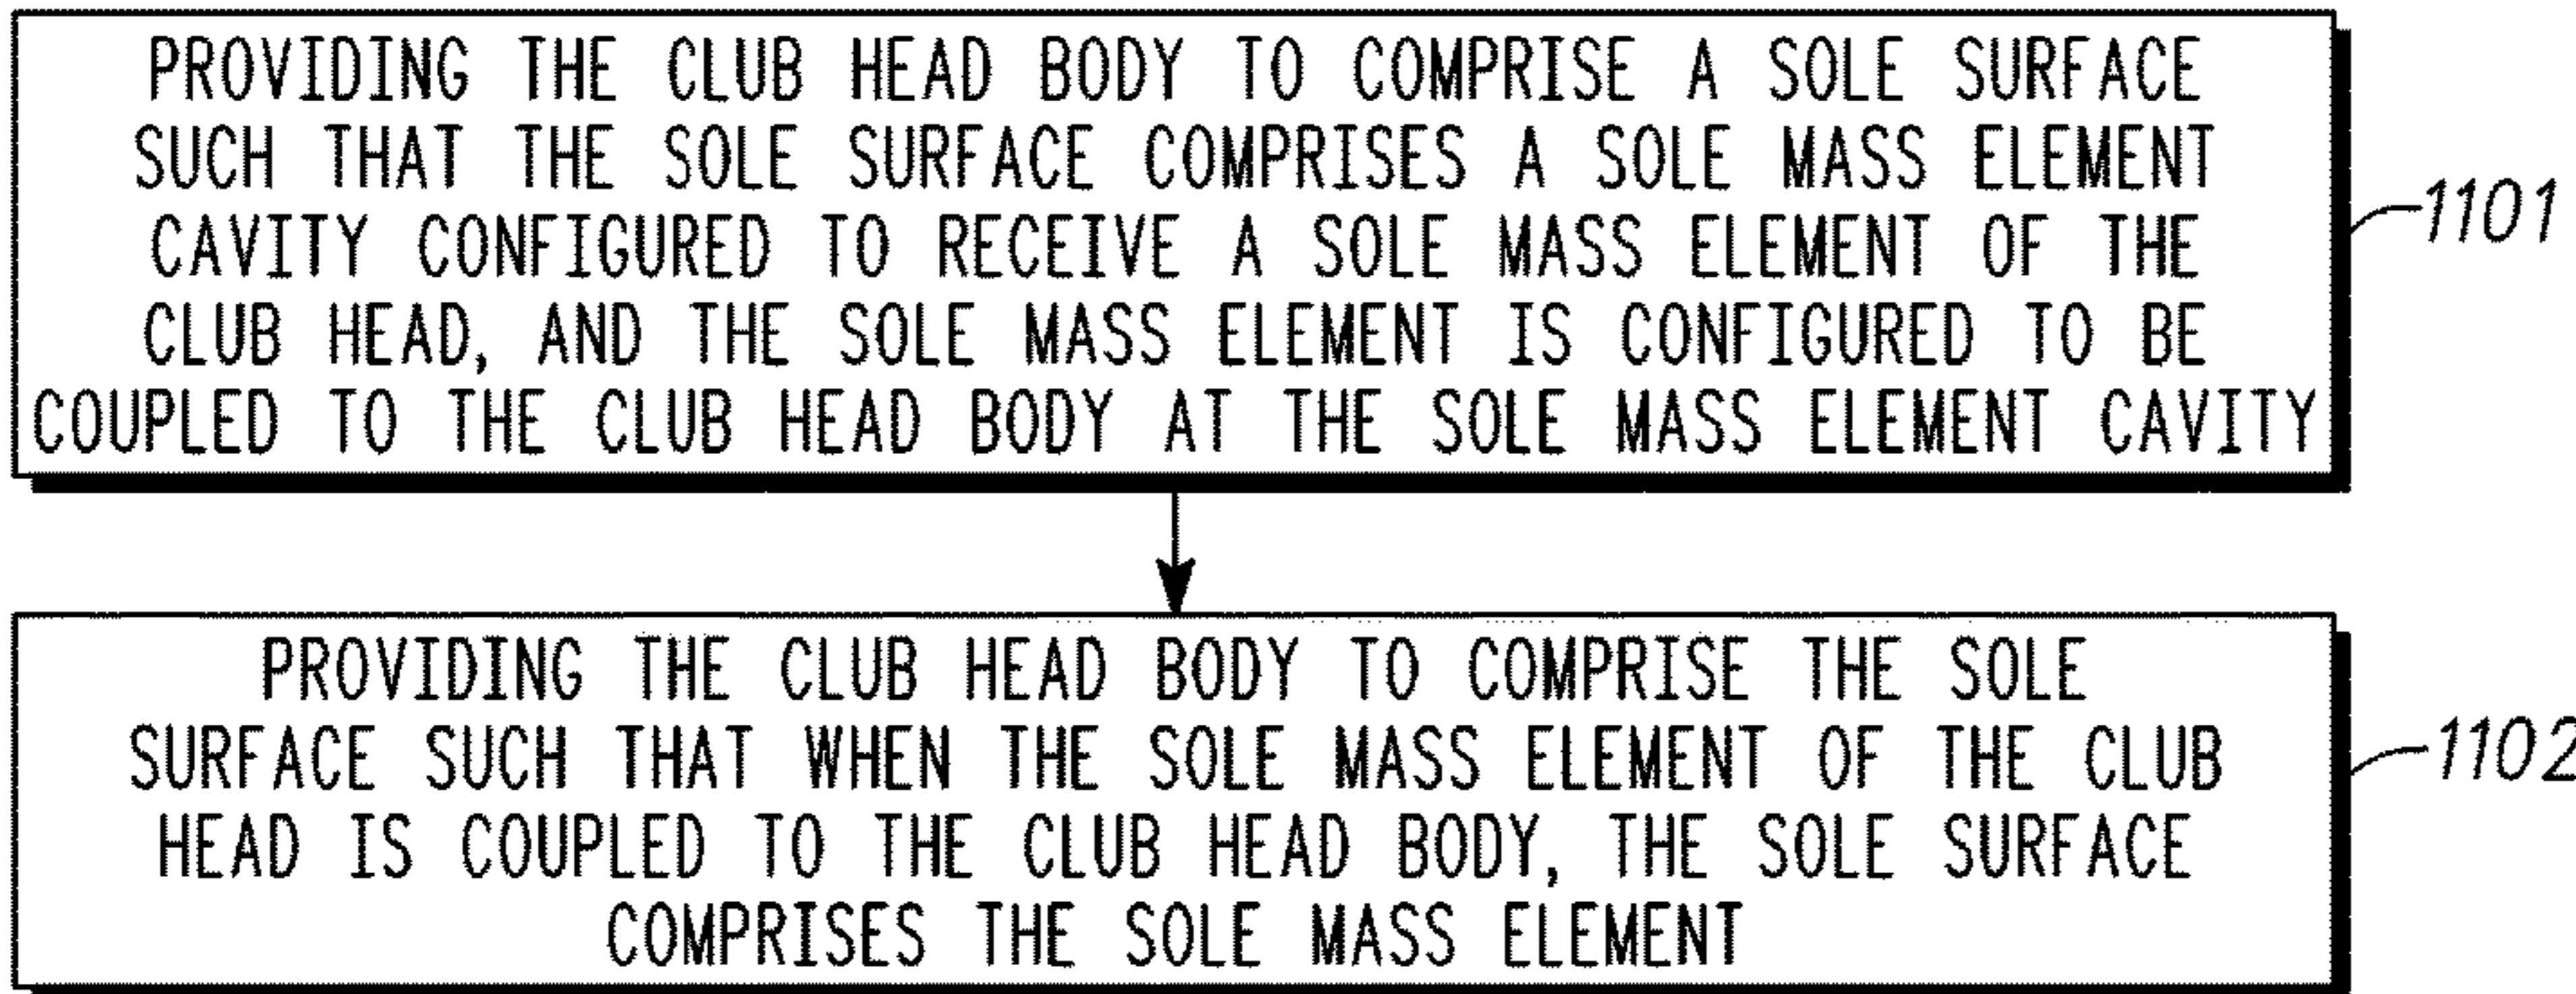 PROVIDING THE CLUB HEAD BODY TO COMPRISE A SOLE SURFACE
SUCH THAT THE SOLE SURFACE COMPRISES A SOLE MASS ELEMENT
CAVITY CONFIGURED TO RECEIVE A SOLE MASS ELEMENT OF THE
CLUB HEAD, AND THE SOLE MASS ELEMENT IS CONFIGURED TO BE
COUPLED TO THE CLUB HEAD BODY AT THE SOLE MASS ELEMENT CAVITY
1101
PROVIDING THE CLUB HEAD BODY TO COMPRISE THE SOLE
SURFACE SUCH THAT WHEN THE SOLE MASS ELEMENT OF THE CLUB
HEAD IS COUPLED TO THE CLUB HEAD BODY, THE SOLE SURFACE
COMPRISES THE SOLE MASS ELEMENT
1102